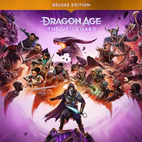 DELUXE EDITION
DRAGON AGE
THE VEILGUARD